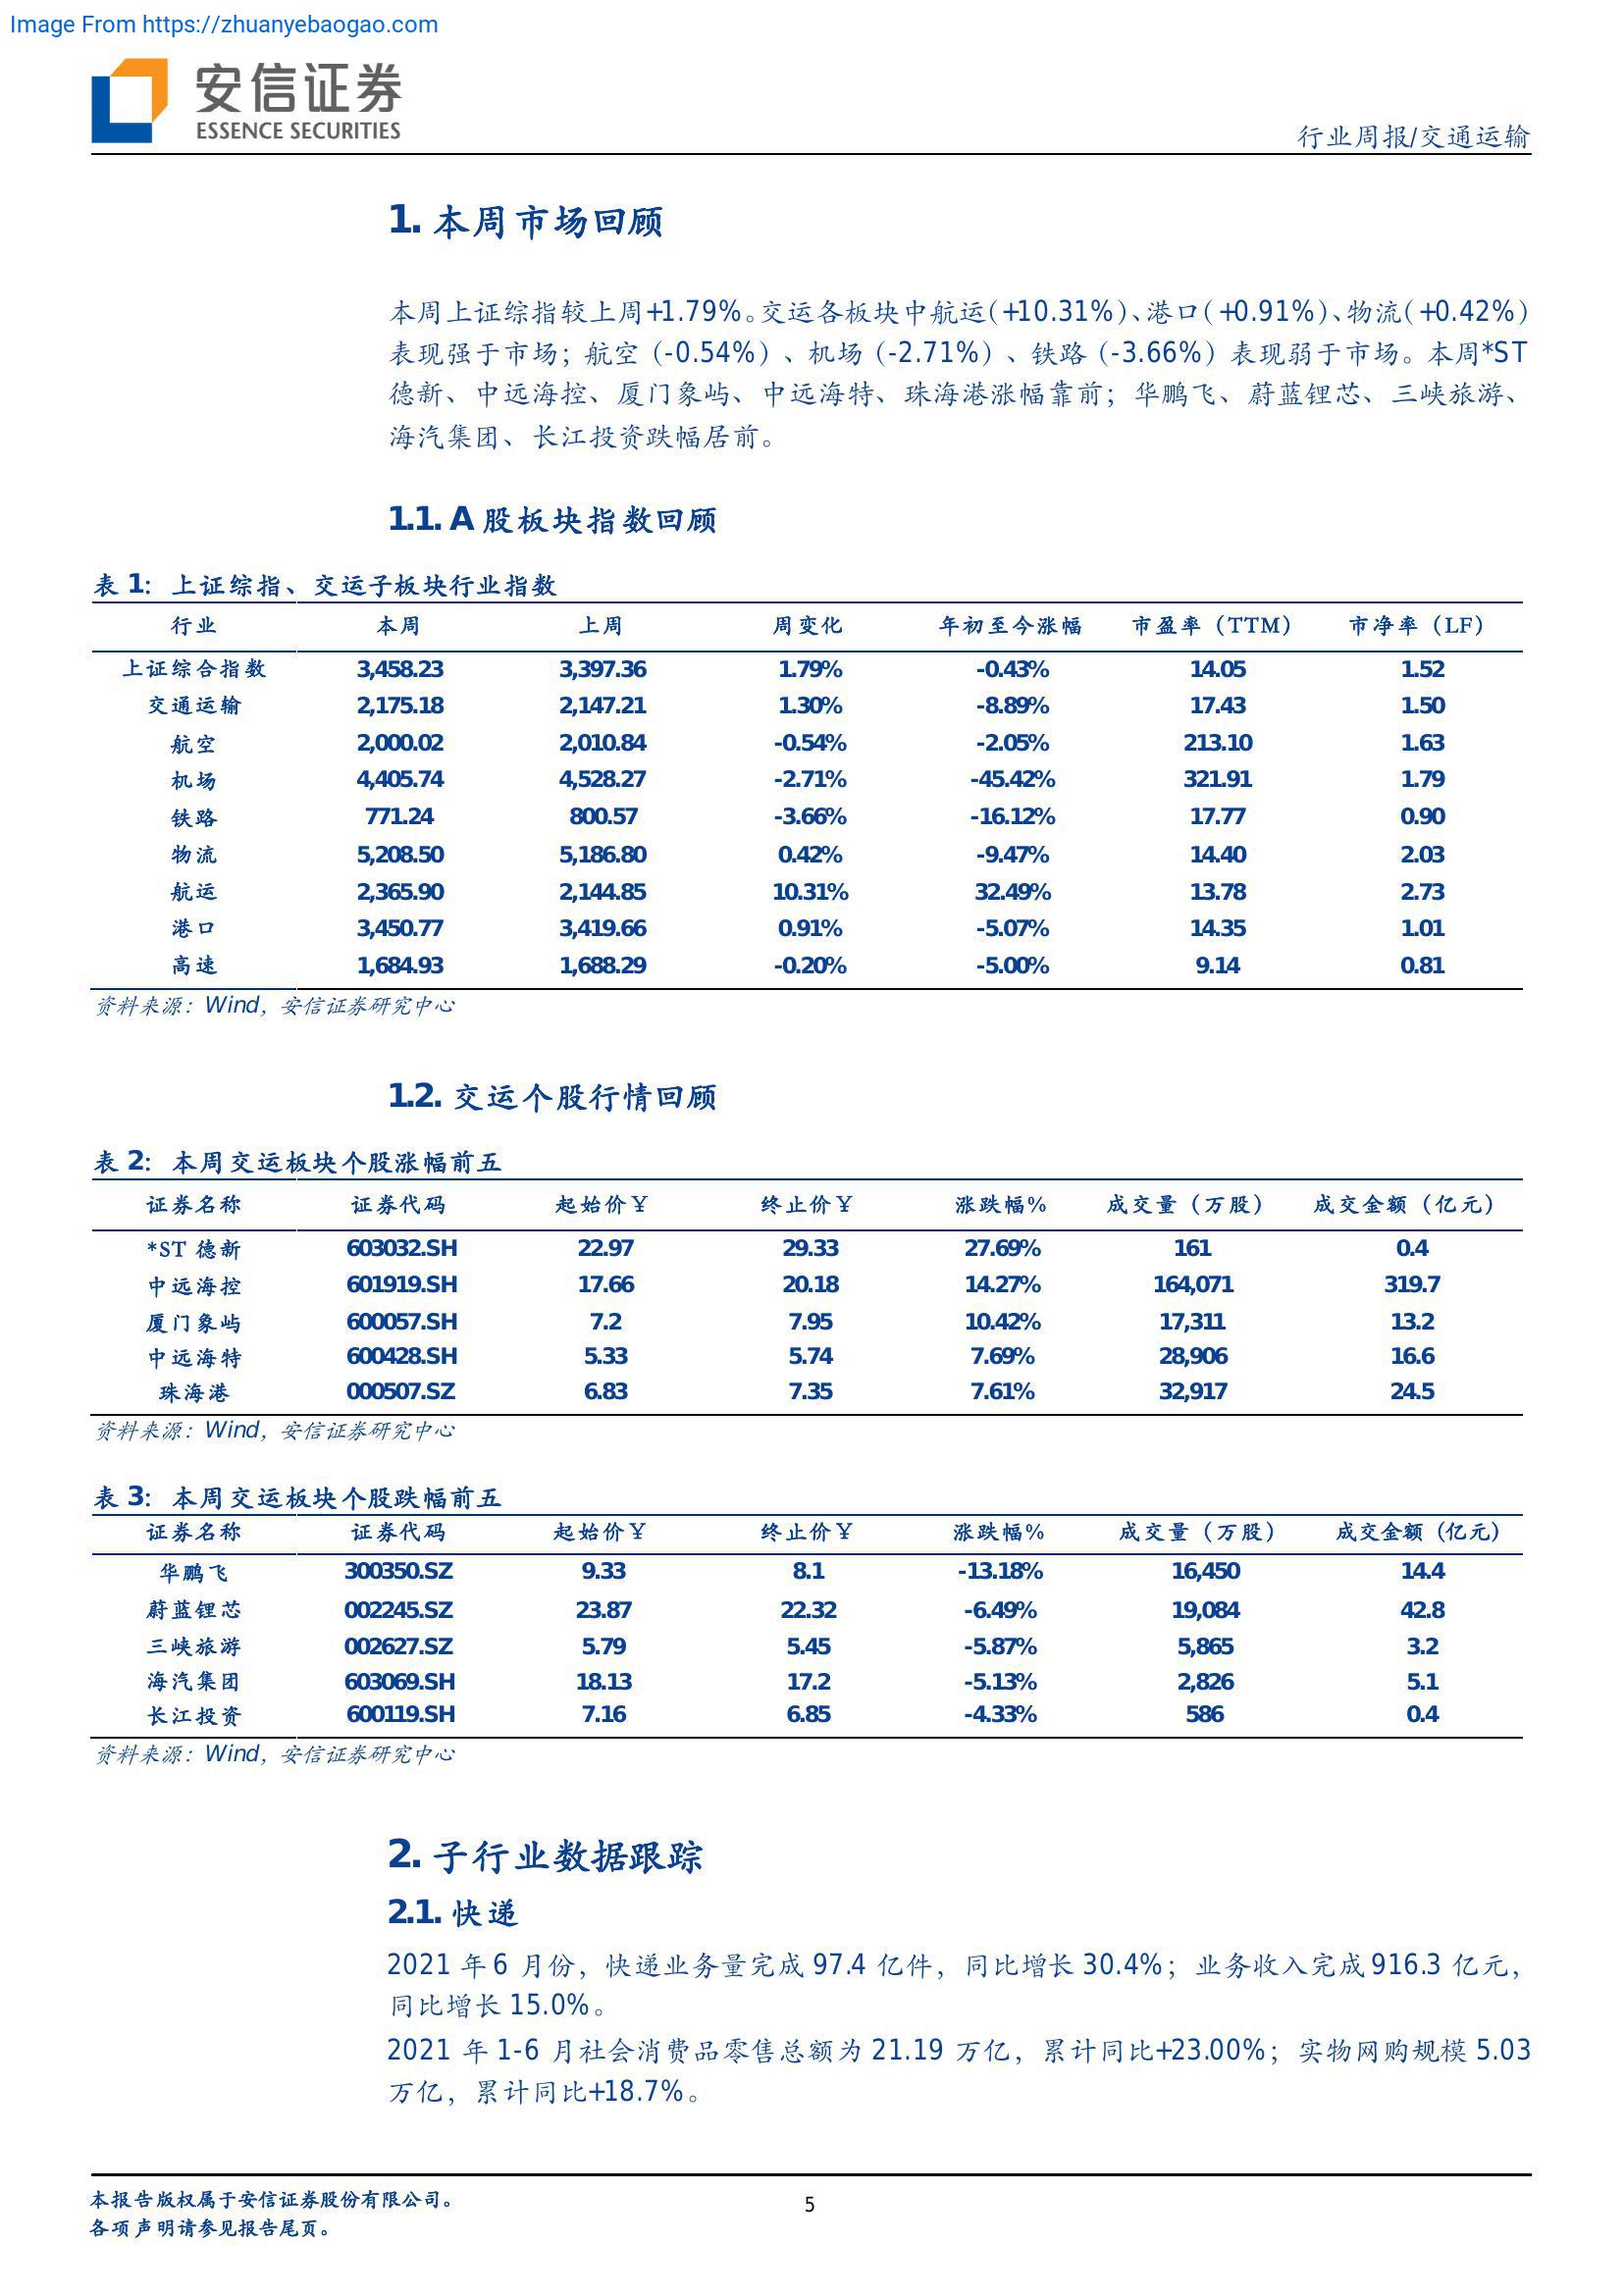 Image From https://zhuanyebaogao.com
安信证券
ESSENCE SECURITIES
行业周报/交通运输
1. 本周市场回顾
本周上证综指较上周+1.79%。交运各板块中航运(+10.31%)、港口(+0.91%)、物流(+0.42%)
表现强于市场；航空（-0.54%）、机场（-2.71%）、铁路（-3.66%）表现弱于市场。本周*ST
德新、中远海控、厦门象屿、中远海特、珠海港涨幅靠前；华鹏飞、蔚蓝锂芯、三峡旅游、
海汽集团、长江投资跌幅居前。
1.1. A 股板块指数回顾
表 1：上证综指、交运子板块行业指数
行业 本周 上周 周变化 年初至今涨幅 市盈率（TTM） 市净率（LF）
上证综合指数 3,458.23 3,397.36 1.79% -0.43% 14.05 1.52
交通运输 2,175.18 2,147.21 1.30% -8.89% 17.43 1.50
航空 2,000.02 2,010.84 -0.54% -2.05% 213.10 1.63
机场 4,405.74 4,528.27 -2.71% -45.42% 321.91 1.79
铁路 771.24 800.57 -3.66% -16.12% 17.77 0.90
物流 5,208.50 5,186.80 0.42% -9.47% 14.40 2.03
航运 2,365.90 2,144.85 10.31% 32.49% 13.78 2.73
港口 3,450.77 3,419.66 0.91% -5.07% 14.35 1.01
高速 1,684.93 1,688.29 -0.20% -5.00% 9.14 0.81
资料来源：Wind，安信证券研究中心
1.2. 交运个股行情回顾
表 2：本周交运板块个股涨幅前五
证券名称 证券代码 起始价￥ 终止价￥ 涨跌幅% 成交量（万股） 成交金额（亿元）
*ST 德新 603032.SH 22.97 29.33 27.69% 161 0.4
中远海控 601919.SH 17.66 20.18 14.27% 164,071 319.7
厦门象屿 600057.SH 7.2 7.95 10.42% 17,311 13.2
中远海特 600428.SH 5.33 5.74 7.69% 28,906 16.6
珠海港 000507.SZ 6.83 7.35 7.61% 32,917 24.5
资料来源：Wind，安信证券研究中心
表 3：本周交运板块个股跌幅前五
证券名称 证券代码 起始价￥ 终止价￥ 涨跌幅% 成交量（万股） 成交金额（亿元）
华鹏飞 300350.SZ 9.33 8.1 -13.18% 16,450 14.4
蔚蓝锂芯 002245.SZ 23.87 22.32 -6.49% 19,084 42.8
三峡旅游 002627.SZ 5.79 5.45 -5.87% 5,865 3.2
海汽集团 603069.SH 18.13 17.2 -5.13% 2,826 5.1
长江投资 600119.SH 7.16 6.85 -4.33% 586 0.4
资料来源：Wind，安信证券研究中心
2. 子行业数据跟踪
2.1. 快递
2021 年 6 月份，快递业务量完成 97.4 亿件，同比增长 30.4%；业务收入完成 916.3 亿元，
同比增长 15.0%。
2021 年 1-6 月社会消费品零售总额为 21.19 万亿，累计同比+23.00%；实物网购规模 5.03
万亿，累计同比+18.7%。
本报告版权属于安信证券股份有限公司。
各项声明请参见报告尾页。
5